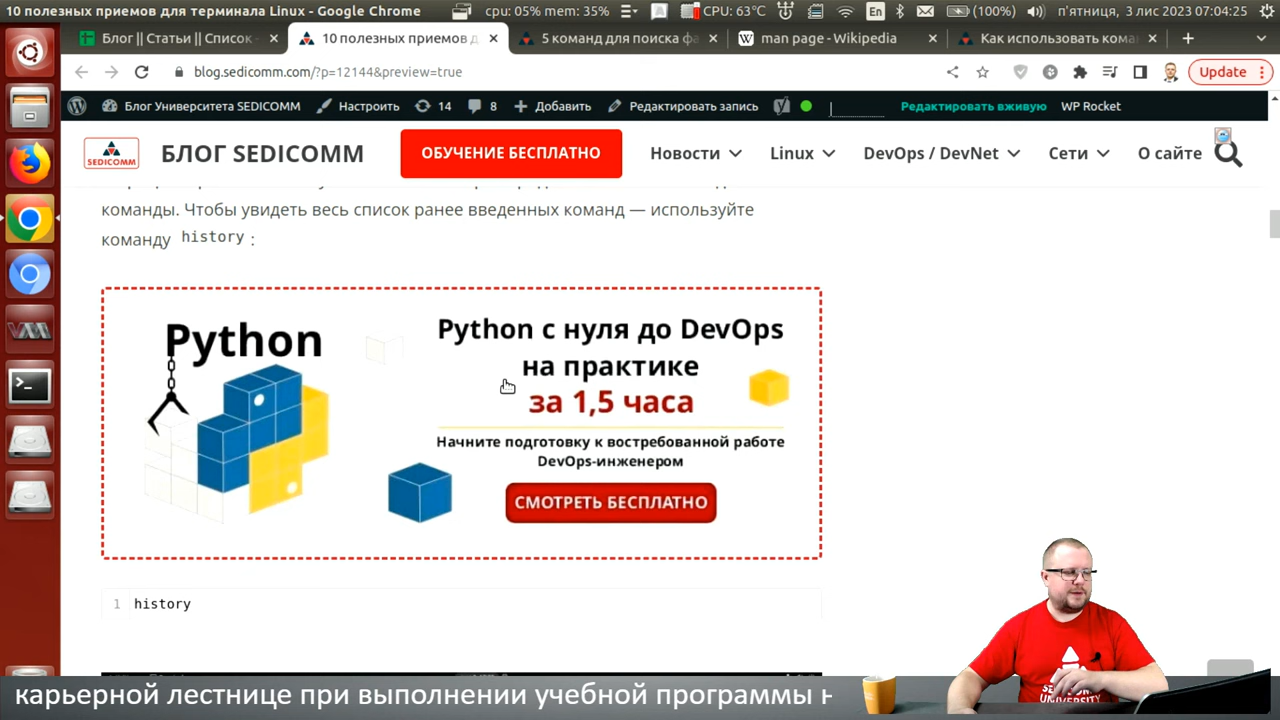 10 полезных приемов для терминала Linux - Google Chrome
cpu: 05% mem: 35%
CPU: 63°C
En
(100%)
п'ятниця, 3 лис 2023 07:04:25
Блог || Статьи || Список -
10 полезных приемов д
5 команд для поиска фа
man page - Wikipedia
Как использовать кома
blog.sedicomm.com/?p=12144&preview=true
Update
Блог Университета SEDICOMM
Настроить
14
8
Добавить
Редактировать запись
Редактировать вживую
WP Rocket
SEDICOMM
БЛОГ SEDICOMM
ОБУЧЕНИЕ БЕСПЛАТНО
Новости
Linux
DevOps / DevNet
Сети
О сайте
команды. Чтобы увидеть весь список ранее введенных команд — используйте
команду history :
Python
Python с нуля до DevOps
на практике
за 1,5 часа
Начните подготовку к востребованной работе
DevOps-инженером
СМОТРЕТЬ БЕСПЛАТНО
1 history
UNIVERSITY
карьерной лестнице при выполнении учебной программы н